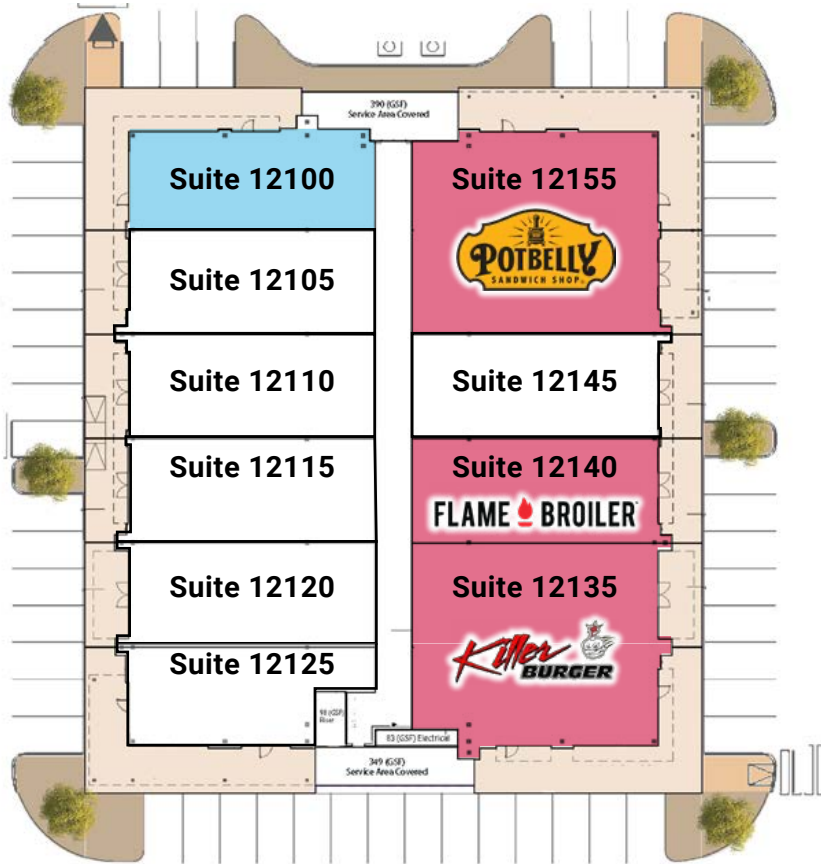 390 (GSF)
Service Area Covered
Suite 12100
Suite 12155
POTBELLY
SANDWICH SHOP
Suite 12105
Suite 12110
Suite 12145
Suite 12115
Suite 12140
FLAME BROILER
Suite 12120
Suite 12135
Killer
BURGER
Suite 12125
98 (GSF)
Riser
83 (GSF) Electrical
349 (GSF)
Service Area Covered